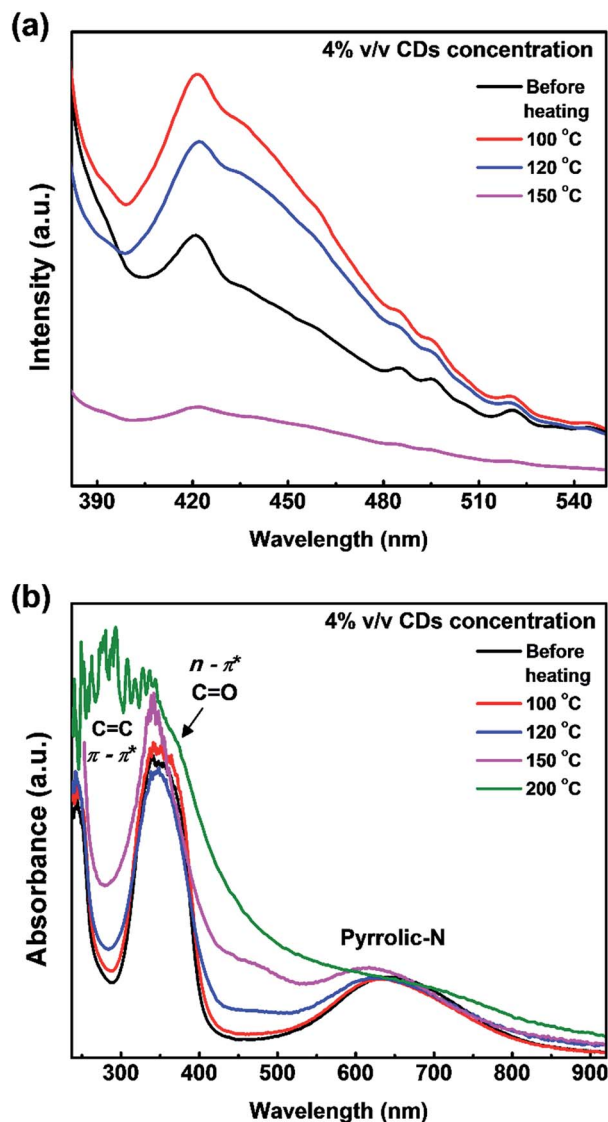 (a)
4% v/v CDs concentration
Before
heating
100 °C
120 °C
150 °C
Intensity (a.u.)
390 420 450 480 510 540
Wavelength (nm)
(b)
4% v/v CDs concentration
Before
heating
100 °C
120 °C
150 °C
200 °C
n - π*
C=O
C=C
π - π*
Pyrrolic-N
Absorbance (a.u.)
300 400 500 600 700 800 900
Wavelength (nm)